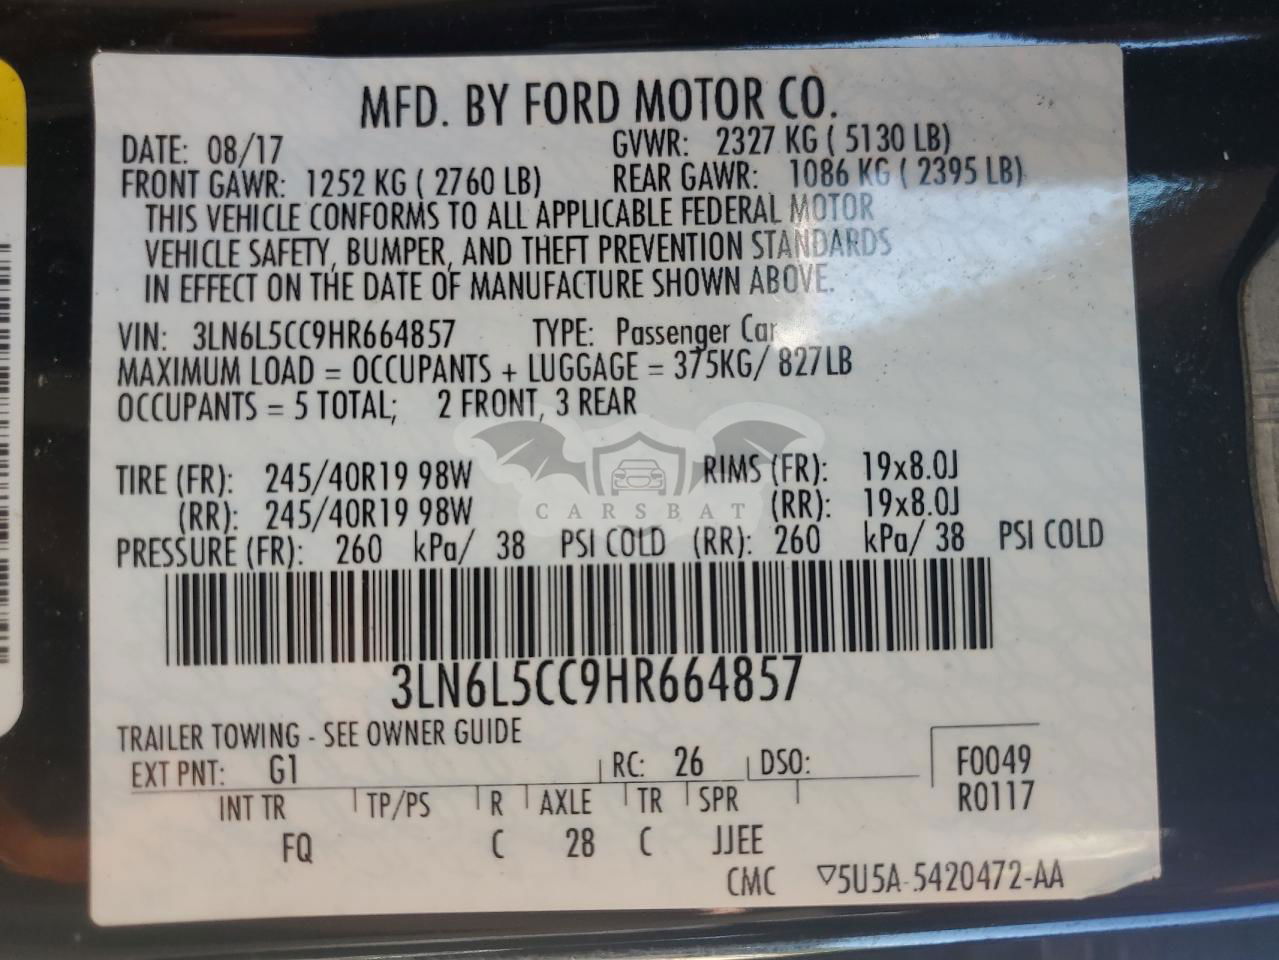 MFD. BY FORD MOTOR CO.
DATE: 08/17 GVWR: 2327 KG ( 5130 LB)
FRONT GAWR: 1252 KG ( 2760 LB) REAR GAWR: 1086 KG ( 2395 LB)
THIS VEHICLE CONFORMS TO ALL APPLICABLE FEDERAL MOTOR
VEHICLE SAFETY, BUMPER, AND THEFT PREVENTION STANDARDS
IN EFFECT ON THE DATE OF MANUFACTURE SHOWN ABOVE.
VIN: 3LN6L5CC9HR664857 TYPE: Passenger Car
MAXIMUM LOAD = OCCUPANTS + LUGGAGE = 375KG/ 827LB
OCCUPANTS = 5 TOTAL; 2 FRONT, 3 REAR
TIRE (FR): 245/40R19 98W RIMS (FR): 19x8.0J
(RR): 245/40R19 98W (RR): 19x8.0J
CARSBAT
PRESSURE (FR): 260 kPa/ 38 PSI COLD (RR): 260 kPa/ 38 PSI COLD
3LN6L5CC9HR664857
TRAILER TOWING - SEE OWNER GUIDE
EXT PNT: G1 RC: 26 DSO: F0049
INT TR TP/PS R AXLE TR SPR R0117
FQ C 28 C JJEE
CMC ▽5U5A-5420472-AA